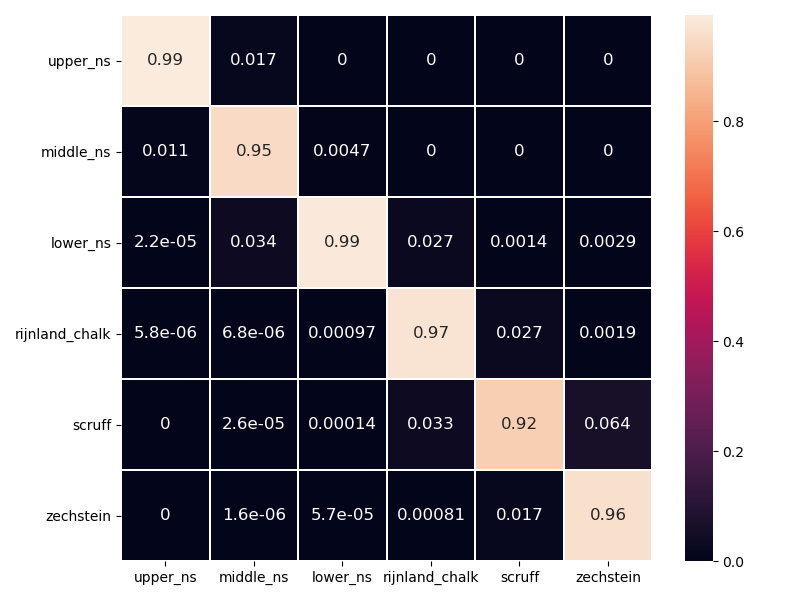 upper_ns 0.99 0.017 0 0 0 0
middle_ns 0.011 0.95 0.0047 0 0 0
lower_ns 2.2e-05 0.034 0.99 0.027 0.0014 0.0029
rijnland_chalk 5.8e-06 6.8e-06 0.00097 0.97 0.027 0.0019
scruff 0 2.6e-05 0.00014 0.033 0.92 0.064
zechstein 0 1.6e-06 5.7e-05 0.00081 0.017 0.96
upper_ns middle_ns lower_ns rijnland_chalk scruff zechstein
0.8
0.6
0.4
0.2
0.0